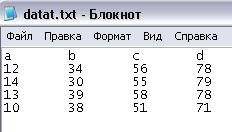 datat.txt - Блокнот
Файл Правка Формат Вид Справка
a b c d
12 34 56 78
14 30 55 79
13 39 58 78
10 38 51 71